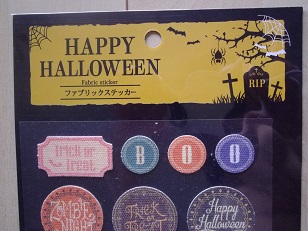 HAPPY
HALLOWEEN
Fabric sticker
ファブリックステッカー
RIP
Trick or
Treat
B O O
ZOMBIE
NIGHT
TRICK
OR
TREAT
Happy
Halloween